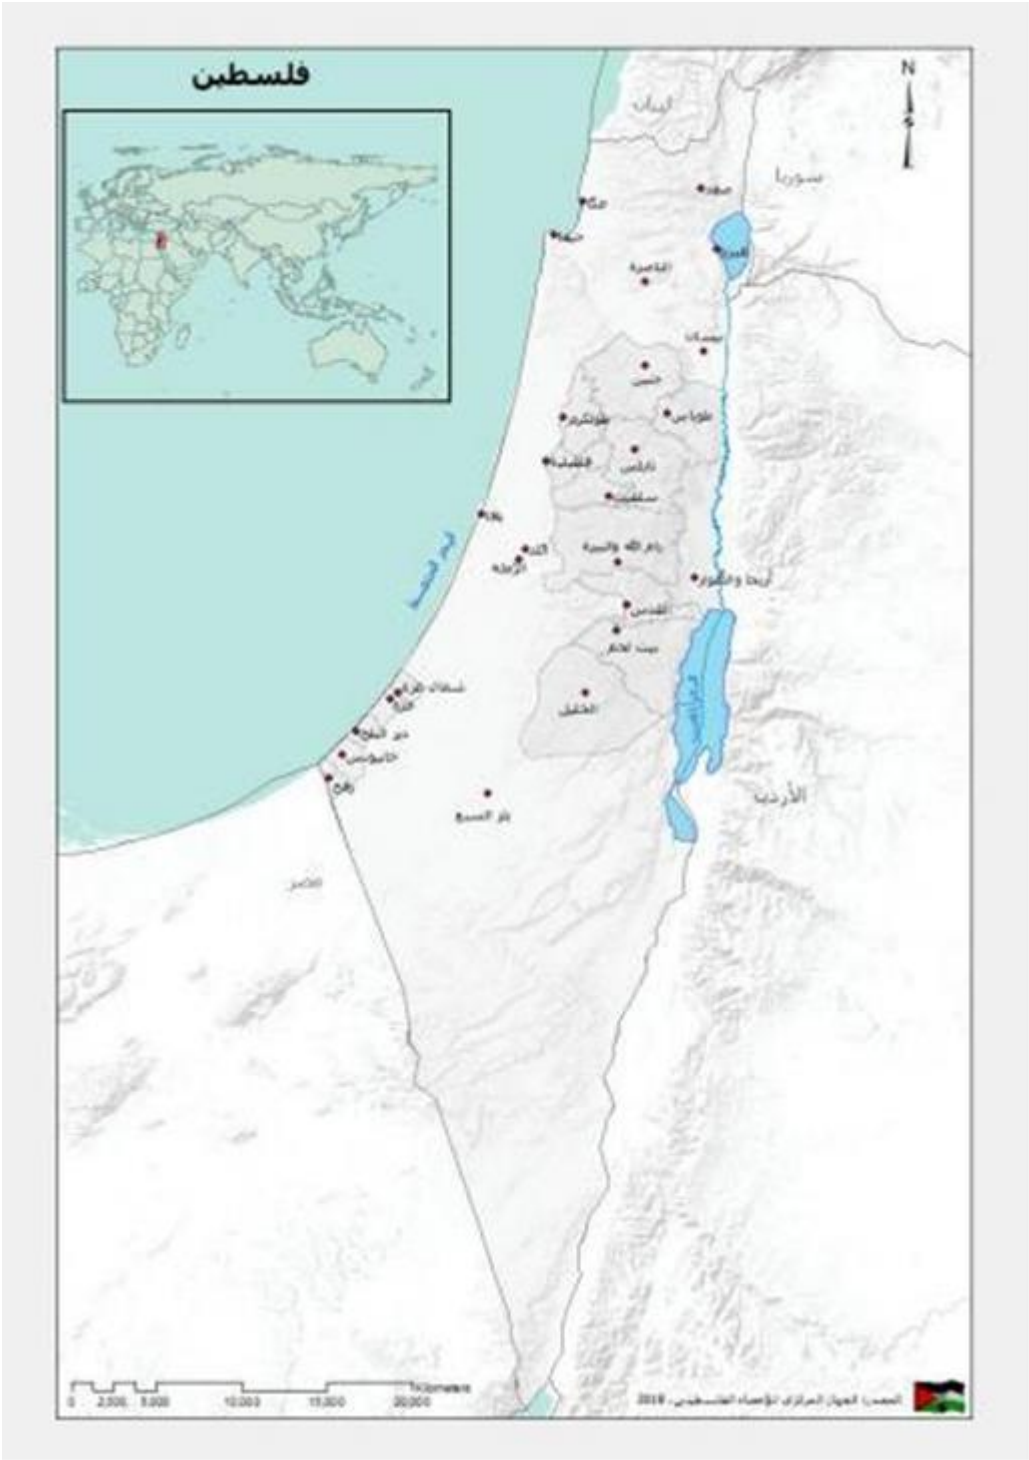 فلسطين
N
S
لبنان
سوريا
صفد
عكا
حيفا
طبريا
الناصرة
بيسان
جنين
طوباس
طولكرم
نابلس
قلقيلية
سلفيت
يافا
اللد
الرملة
رام الله والبيرة
أريحا والأغوار
القدس
بيت لحم
البحر المتوسط
شمال غزة
غزة
الخليل
البحر الميت
دير البلح
خانيونس
رفح
بئر السبع
الأردن
مصر
Kilometers
0 2,500 5,000 10,000 15,000 20,000
المصدر: الجهاز المركزي للإحصاء الفلسطيني،